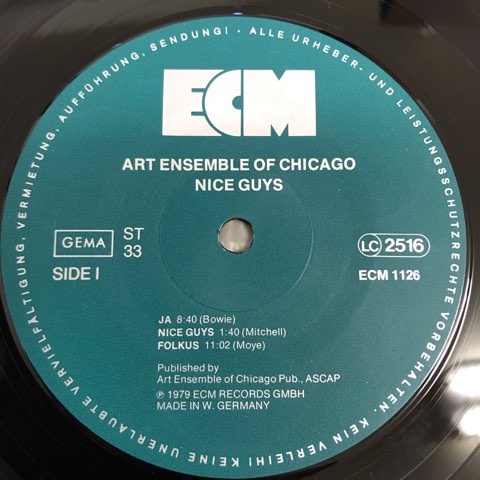 ALLE URHEBER- UND LEISTUNGSSCHUTZRECHTE VORBEHALTEN. KEIN VERLEIH! KEINE UNERLAUBTE VERVIELFÄLTIGUNG, VERMIETUNG, AUFFÜHRUNG, SENDUNG! ·
ECM
ART ENSEMBLE OF CHICAGO
NICE GUYS
GEMA
ST
33
LC 2516
SIDE I
ECM 1126
JA 8:40 (Bowie)
NICE GUYS 1:40 (Mitchell)
FOLKUS 11:02 (Moye)
Published by
Art Ensemble of Chicago Pub., ASCAP
℗ 1979 ECM RECORDS GMBH
MADE IN W. GERMANY